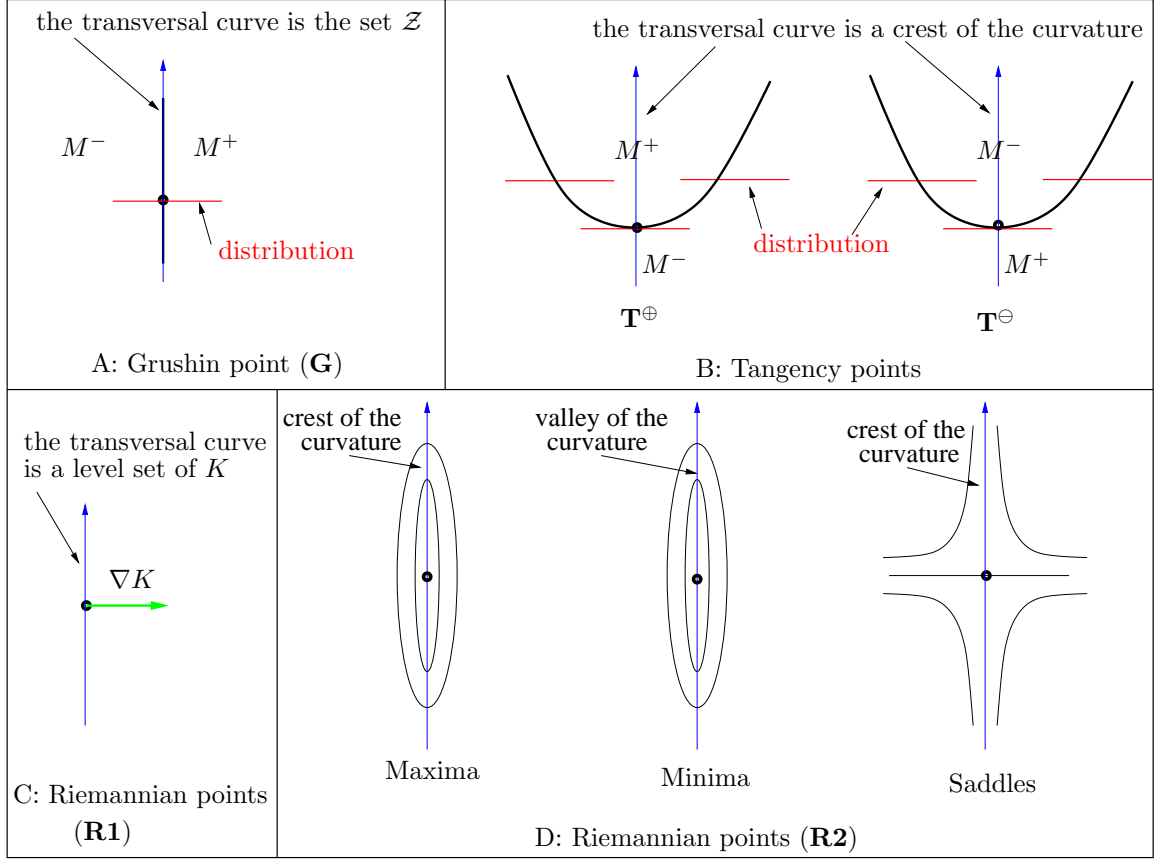 the transversal curve is the set 𝒵
M⁻
M⁺
distribution
A: Grushin point (G)
the transversal curve is a crest of the curvature
M⁺
M⁻
distribution
M⁻
M⁺
T⊕
T⊖
B: Tangency points
the transversal curve
is a level set of K
∇K
C: Riemannian points
(R1)
crest of the
curvature
Maxima
valley of the
curvature
Minima
crest of the
curvature
Saddles
D: Riemannian points (R2)